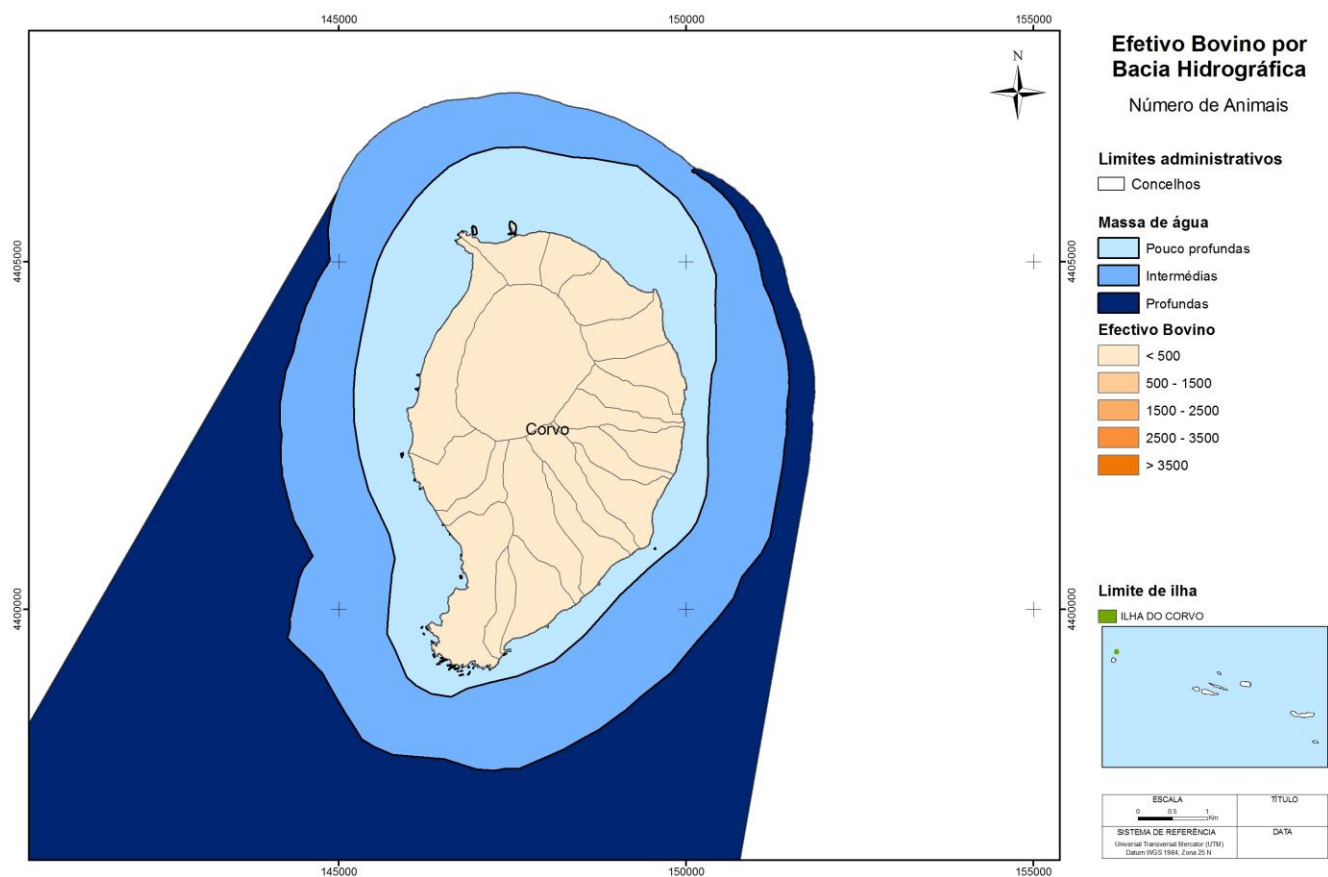 145000
150000
155000
4405000
4400000
Corvo
N
4405000
4400000
145000
150000
155000
Efetivo Bovino por
Bacia Hidrográfica
Número de Animais
Limites administrativos
Concelhos
Massa de água
Pouco profundas
Intermédias
Profundas
Efectivo Bovino
< 500
500 - 1500
1500 - 2500
2500 - 3500
> 3500
Limite de ilha
ILHA DO CORVO
ESCALA
0 0.5 1
Km
TÍTULO
SISTEMA DE REFERÊNCIA
Universal Transversal Mercator (UTM)
Datum WGS 1984, Zona 25 N
DATA